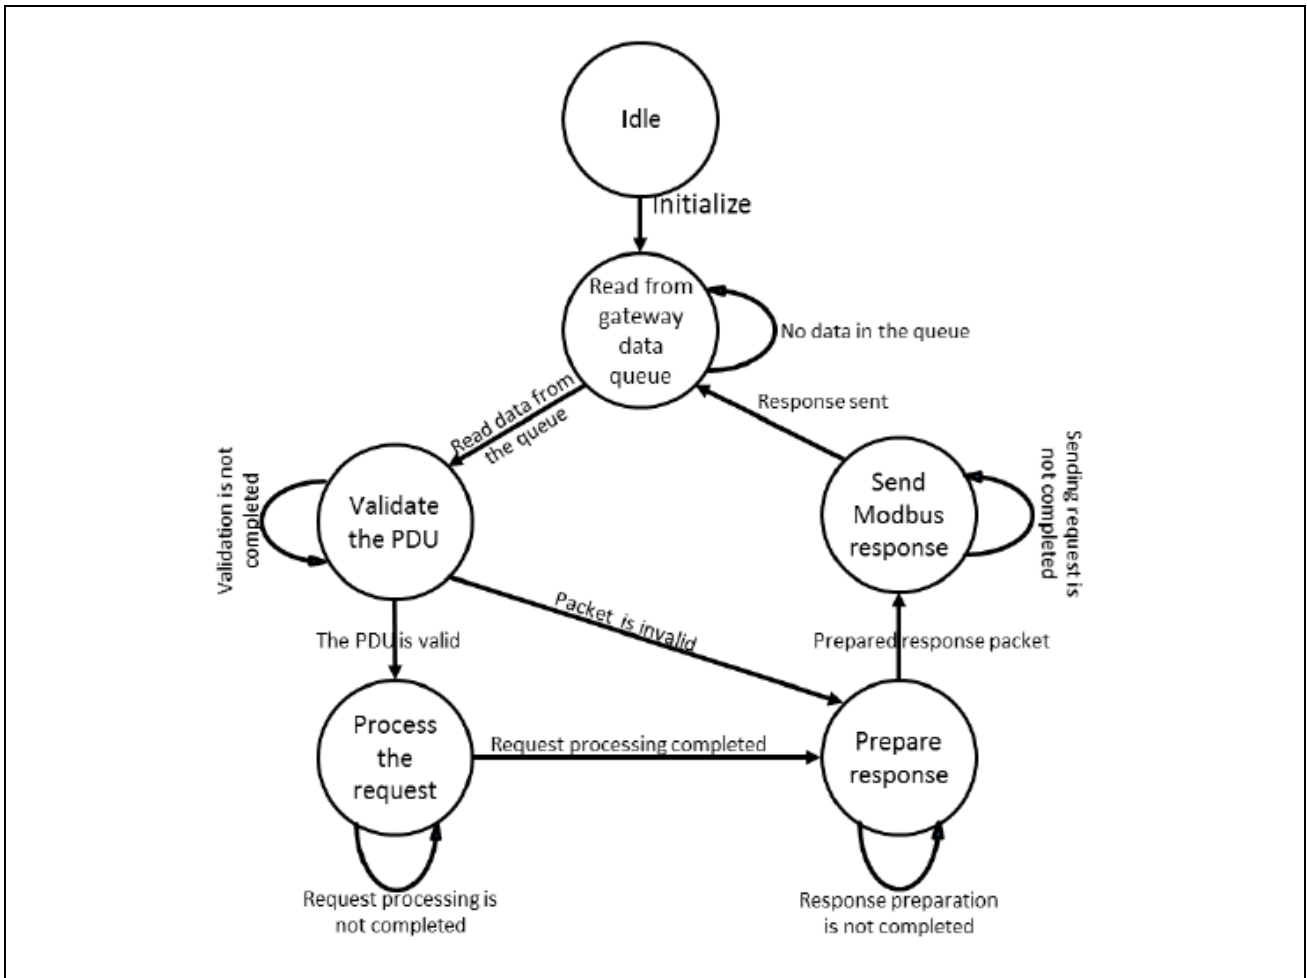 Idle
Initialize
Read from
gateway
data
queue
No data in the queue
Read data from
the queue
Response sent
Validation is not
completed
Validate
the PDU
Send
Modbus
response
Sending request is
not completed
Packet is invalid
The PDU is valid
Prepared response packet
Process
the
request
Request processing completed
Prepare
response
Request processing is
not completed
Response preparation
is not completed